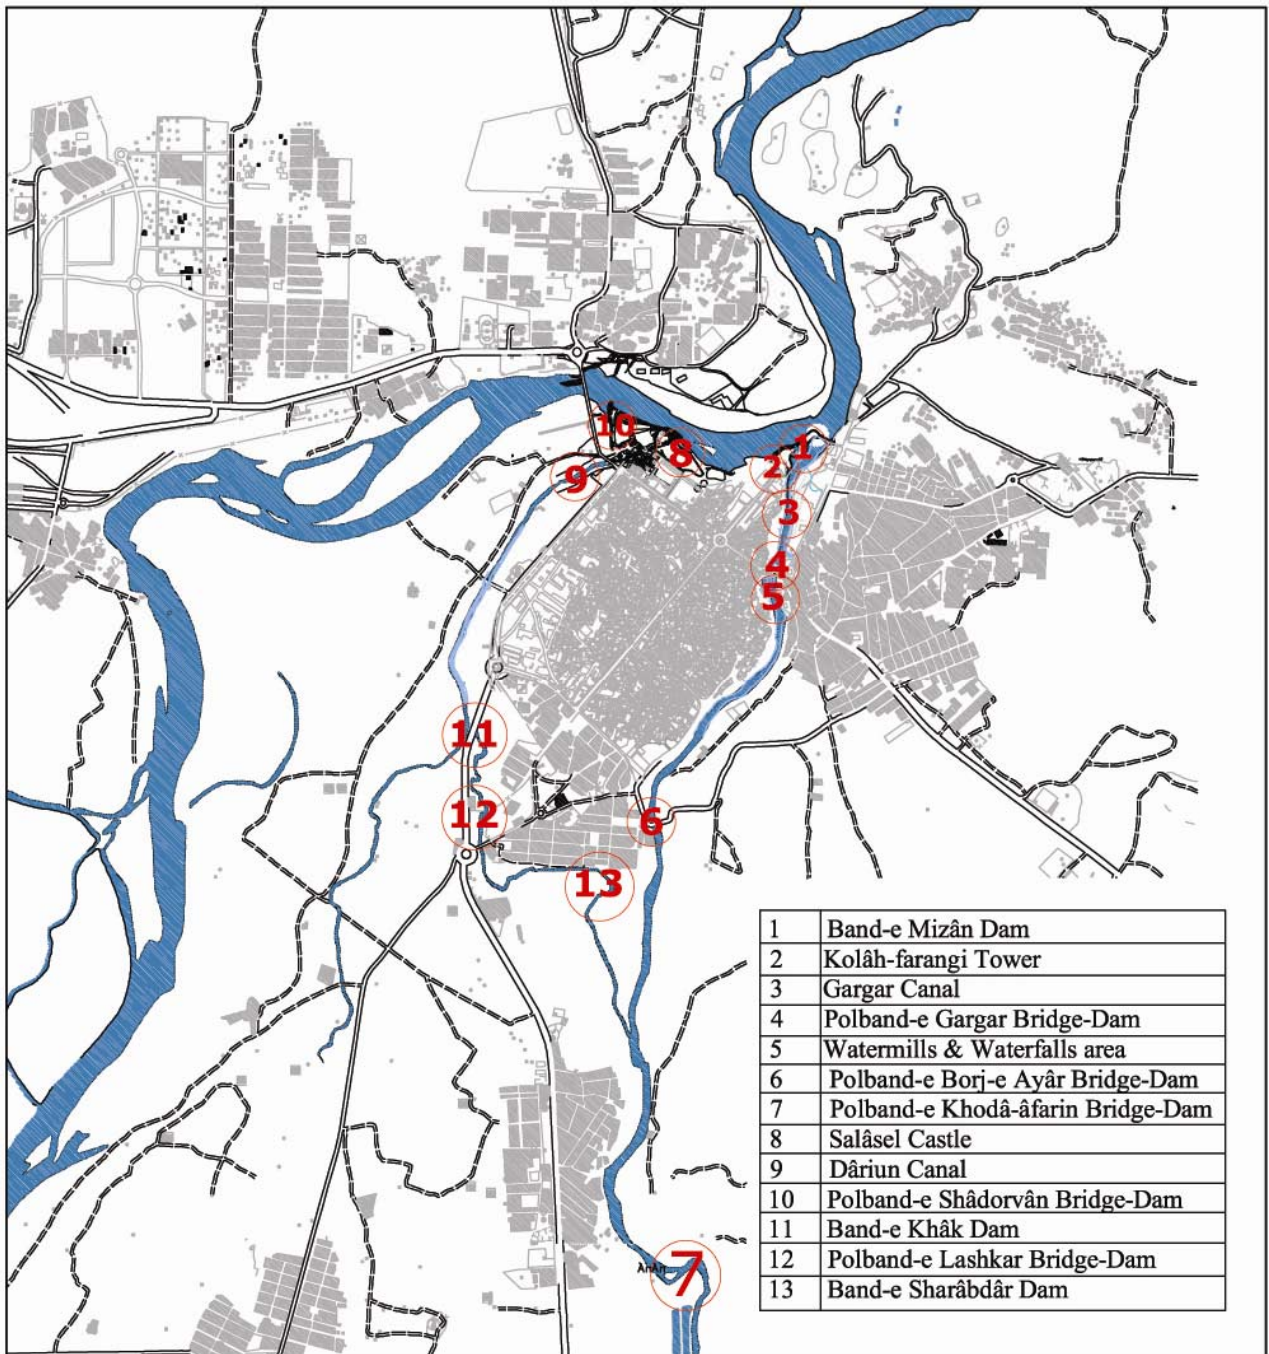 10
8
1
2
9
3
4
5
11
12
6
13
7
1 Band-e Mizân Dam
2 Kolâh-farangi Tower
3 Gargar Canal
4 Polband-e Gargar Bridge-Dam
5 Watermills & Waterfalls area
6 Polband-e Borj-e Ayâr Bridge-Dam
7 Polband-e Khodâ-âfarin Bridge-Dam
8 Salâsel Castle
9 Dâriun Canal
10 Polband-e Shâdorvân Bridge-Dam
11 Band-e Khâk Dam
12 Polband-e Lashkar Bridge-Dam
13 Band-e Sharâbdâr Dam